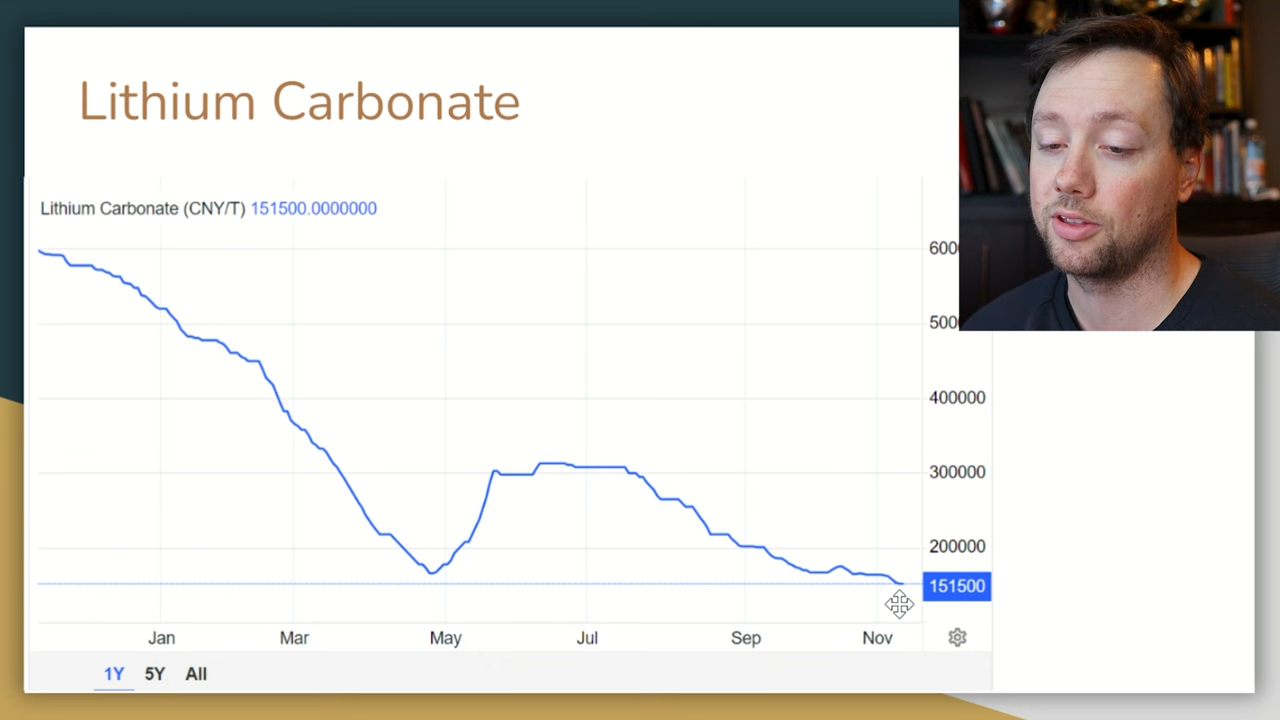 Lithium Carbonate
Lithium Carbonate (CNY/T) 151500.0000000
400000
300000
200000
151500
Jan Mar May Jul Sep Nov
1Y 5Y All